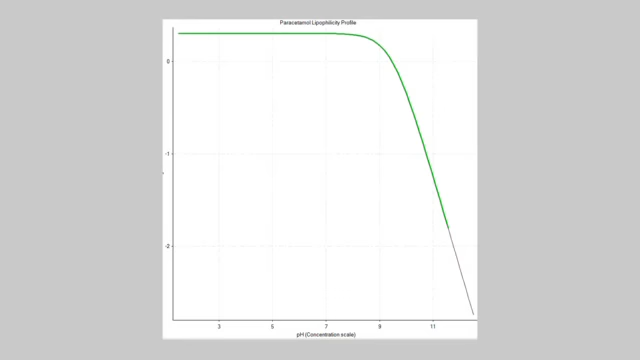 Paracetamol Lipophilicity Profile
0
-1
-2
3 5 7 9 11
pH (Concentration scale)